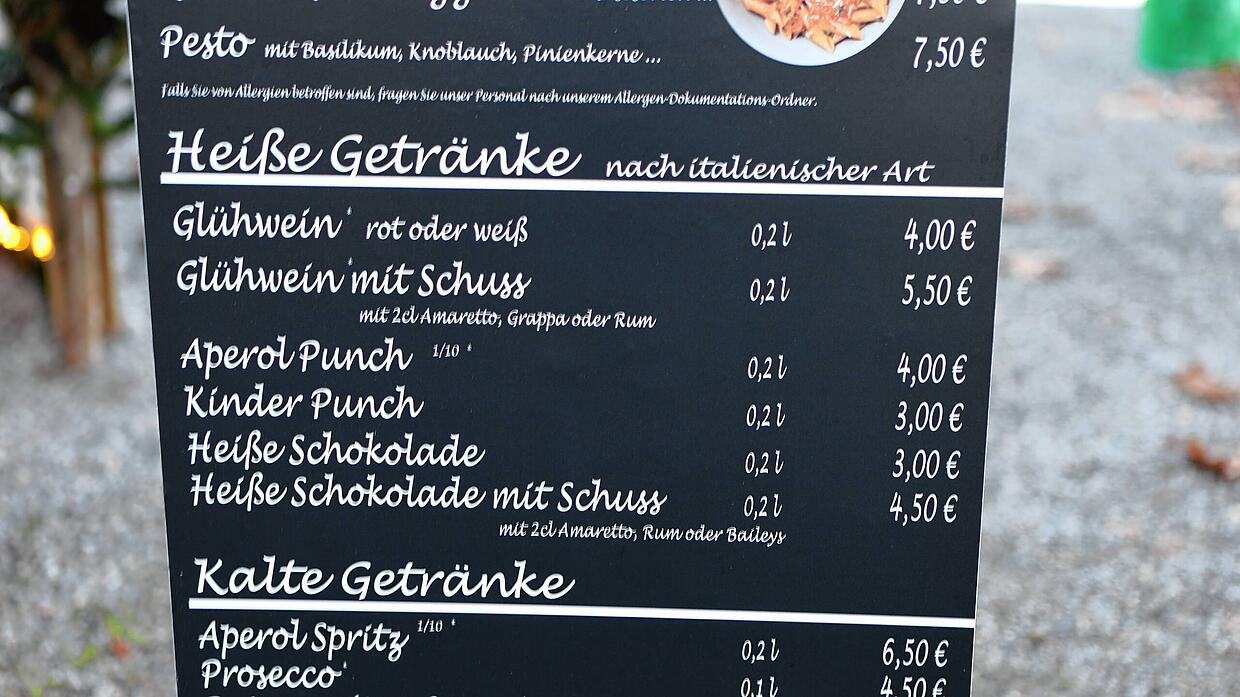 Pesto mit Basilikum, Knoblauch, Pinienkerne ... 7,50 €
Falls Sie von Allergien betroffen sind, fragen Sie unser Personal nach unserem Allergen-Dokumentations-Ordner.
Heiße Getränke nach italienischer Art
Glühwein * rot oder weiß 0,2 l 4,00 €
Glühwein * mit Schuss 0,2 l 5,50 €
mit 2cl Amaretto, Grappa oder Rum
Aperol Punch 1/10 * 0,2 l 4,00 €
Kinder Punch 0,2 l 3,00 €
Heiße Schokolade 0,2 l 3,00 €
Heiße Schokolade mit Schuss 0,2 l 4,50 €
mit 2cl Amaretto, Rum oder Baileys
Kalte Getränke
Aperol Spritz 1/10 * 0,2 l 6,50 €
Prosecco * 0,1 l 4,50 €